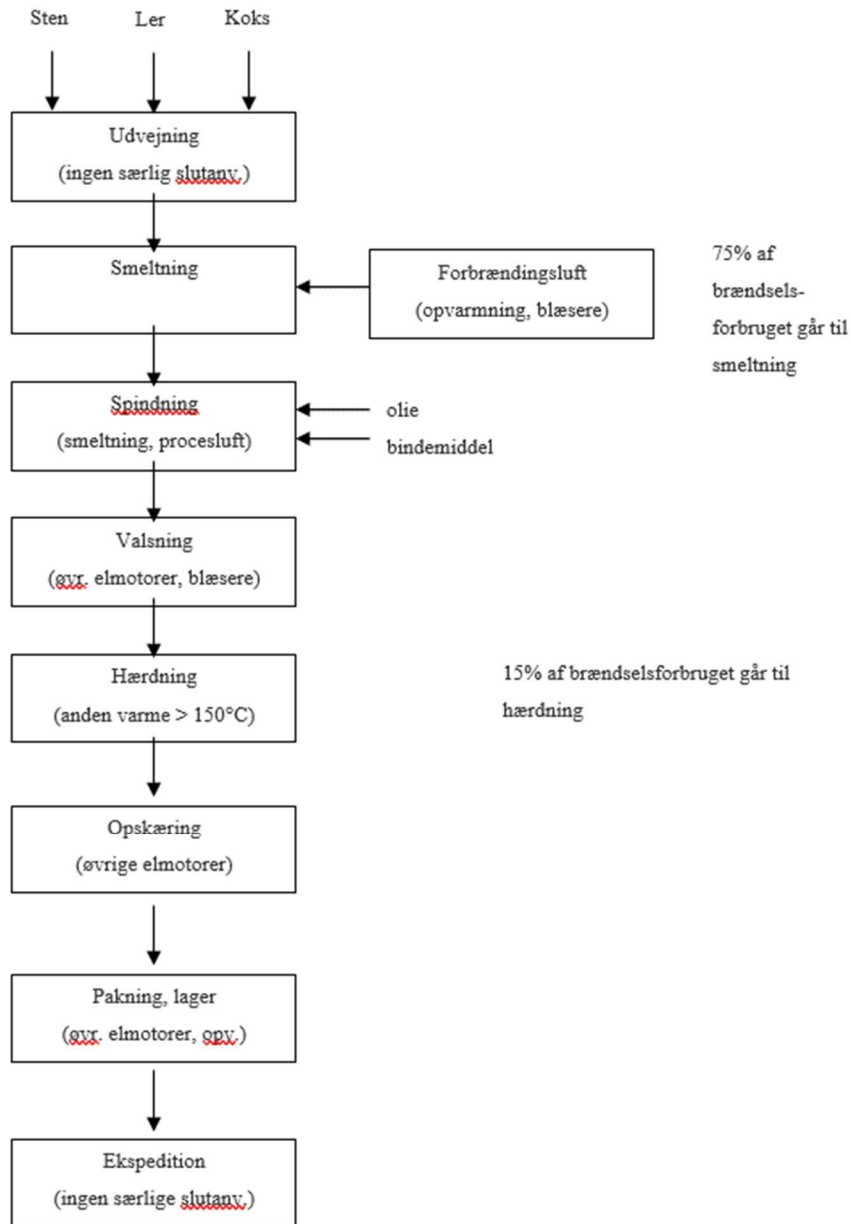 Sten
Ler
Koks
Udvejning
(ingen særlig slutanv.)
Smeltning
Forbrændingsluft
(opvarmning, blæsere)
75% af
brændsels-
forbruget går til
smeltning
Spindning
(smeltning, procesluft)
olie
bindemiddel
Valsning
(øvr. elmotorer, blæsere)
Hærdning
(anden varme > 150°C)
15% af brændselsforbruget går til
hærdning
Opskæring
(øvrige elmotorer)
Pakning, lager
(øvr. elmotorer, opv.)
Ekspedition
(ingen særlige slutanv.)